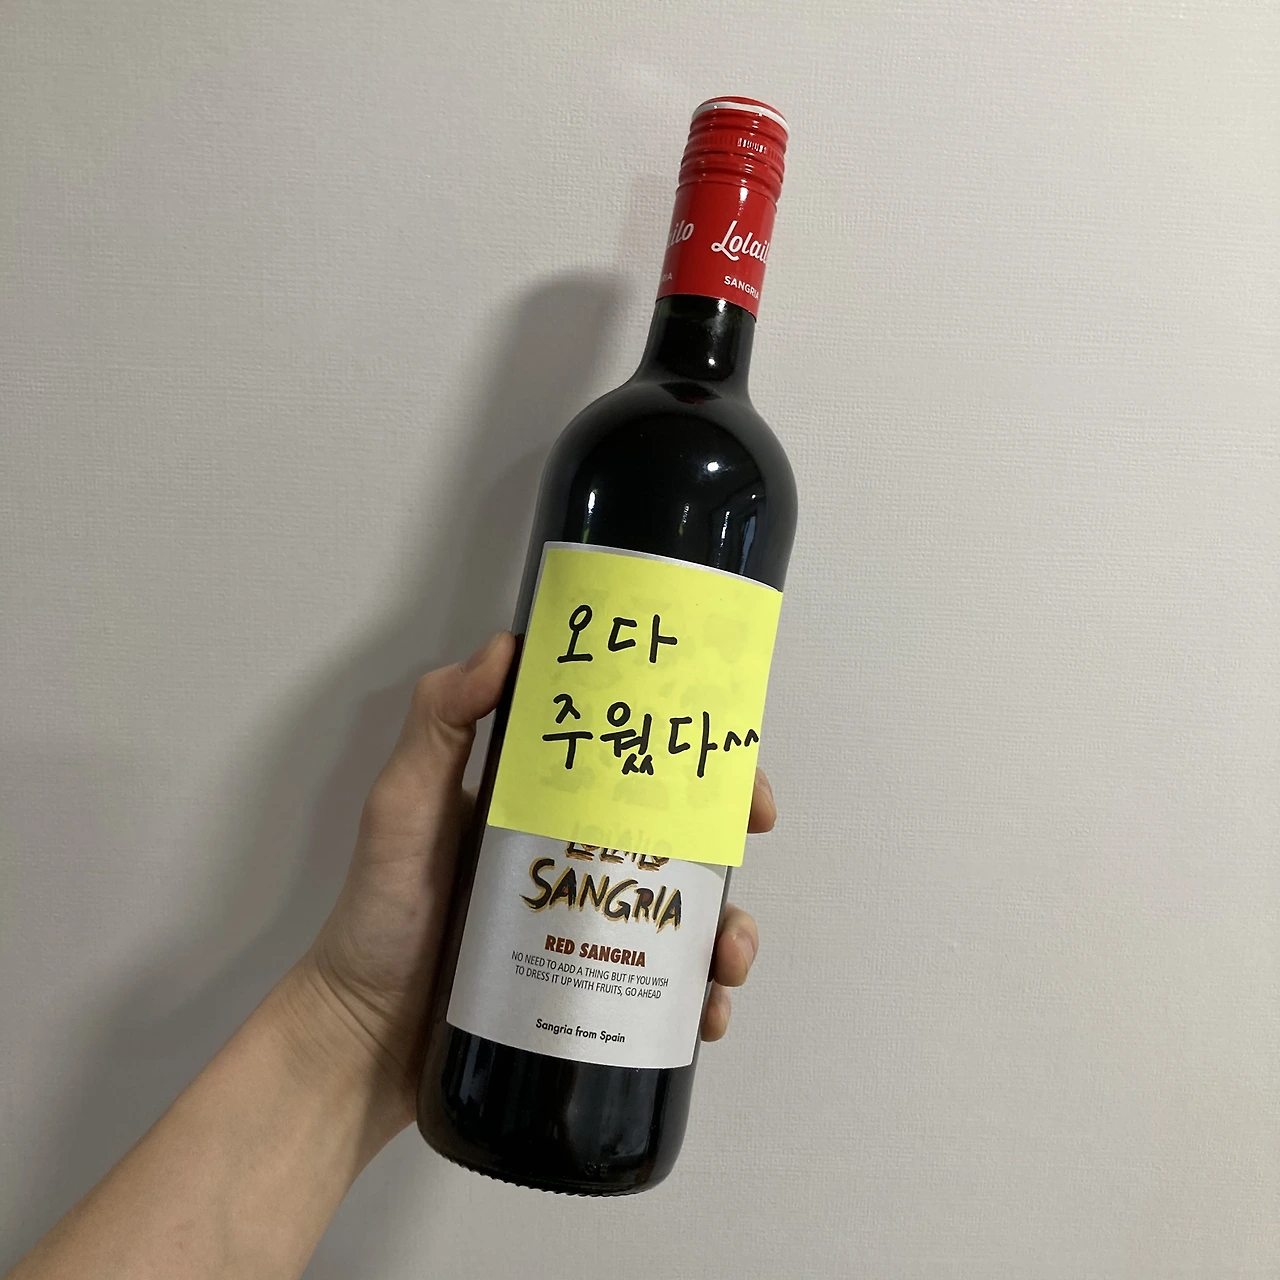 Lolailo
SANGRIA
오다
주웠다^^
LOLAILO
SANGRIA
RED SANGRIA
NO NEED TO ADD A THING BUT IF YOU WISH
TO DRESS IT UP WITH FRUITS, GO AHEAD
Sangria from Spain